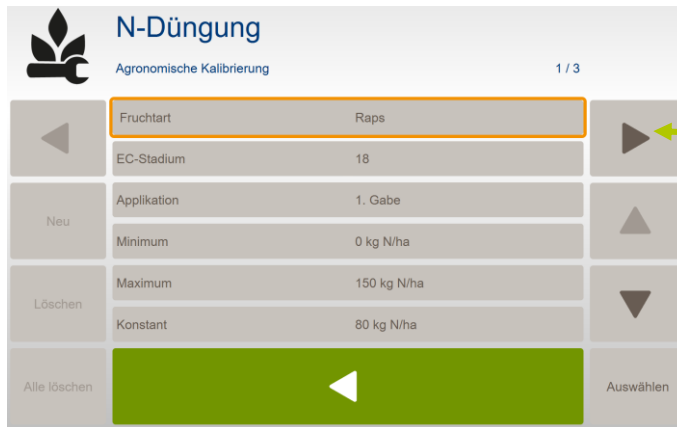 N-Düngung
Agronomische Kalibrierung 1 / 3
Fruchtart Raps
EC-Stadium 18
Neu
Applikation 1. Gabe
Minimum 0 kg N/ha
Löschen
Maximum 150 kg N/ha
Konstant 80 kg N/ha
Alle löschen
Auswählen